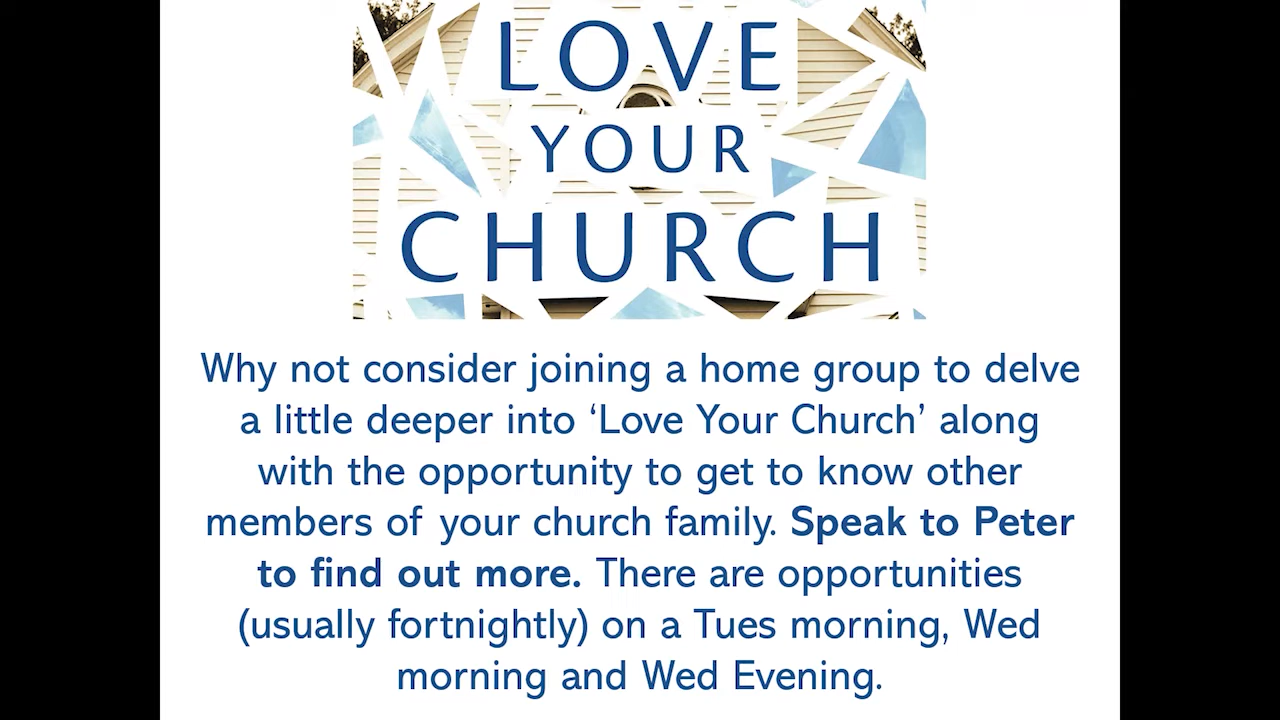 LOVE
YOUR
CHURCH
Why not consider joining a home group to delve
a little deeper into ‘Love Your Church’ along
with the opportunity to get to know other
members of your church family. Speak to Peter
to find out more. There are opportunities
(usually fortnightly) on a Tues morning, Wed
morning and Wed Evening.